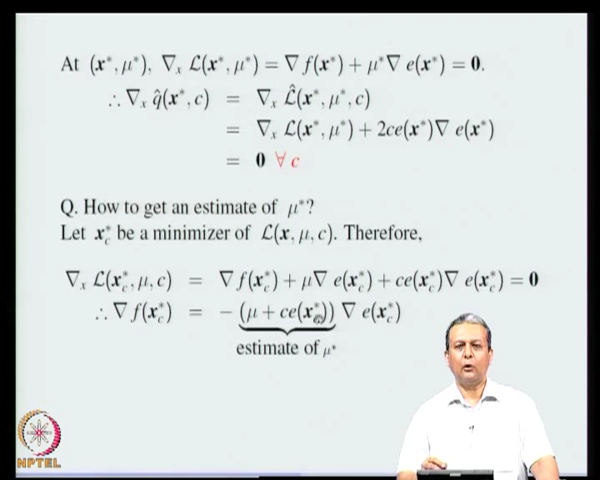 At (x*, μ*), ∇ₓ ℒ(x*, μ*) = ∇ f(x*) + μ*∇ e(x*) = 0.
∴ ∇ₓ q̂(x*, c) = ∇ₓ ℒ̂(x*, μ*, c)
= ∇ₓ ℒ(x*, μ*) + 2ce(x*)∇ e(x*)
= 0 ∀ c
Q. How to get an estimate of μ*?
Let x*_c be a minimizer of ℒ(x, μ, c). Therefore,
∇ₓ ℒ(x*_c, μ, c) = ∇ f(x*_c) + μ∇ e(x*_c) + ce(x*_c)∇ e(x*_c) = 0
∴ ∇ f(x*_c) = −(μ + ce(x*_c)) ∇ e(x*_c)
estimate of μ*
NPTEL